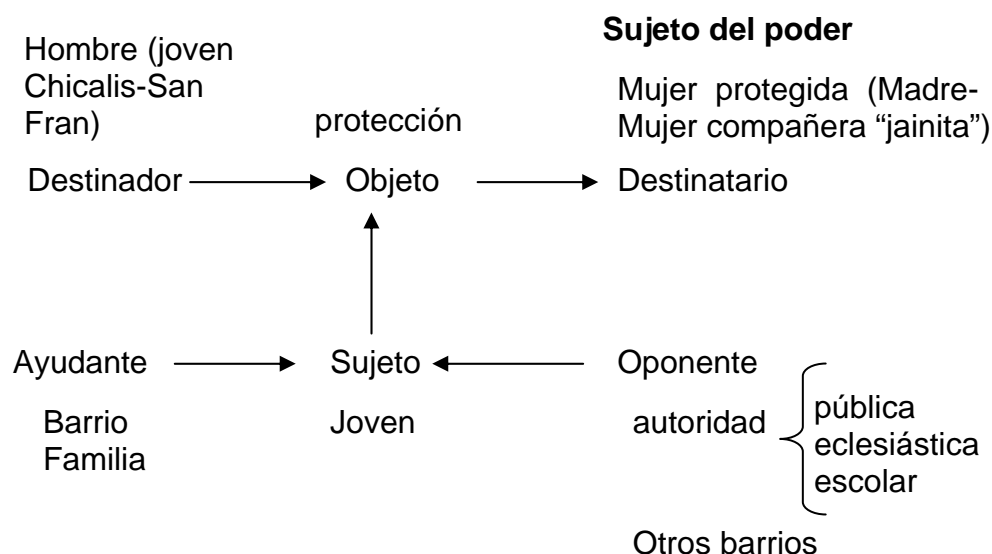 Sujeto del poder
Hombre (joven
Chicalis-San
Fran)
protección
Mujer protegida (Madre-
Mujer compañera “jainita”)
Destinador
Objeto
Destinatario
Ayudante
Sujeto
Oponente
Barrio
Familia
Joven
autoridad
pública
eclesiástica
escolar
Otros barrios